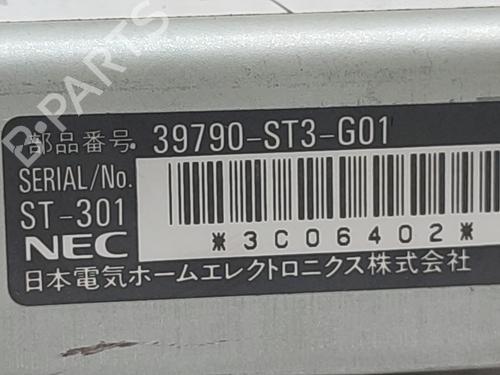 B-PARTS
部品番号 39790-ST3-G01
SERIAL/No.
ST-301
*3C06402*
NEC
日本電気ホームエレクトロニクス株式会社